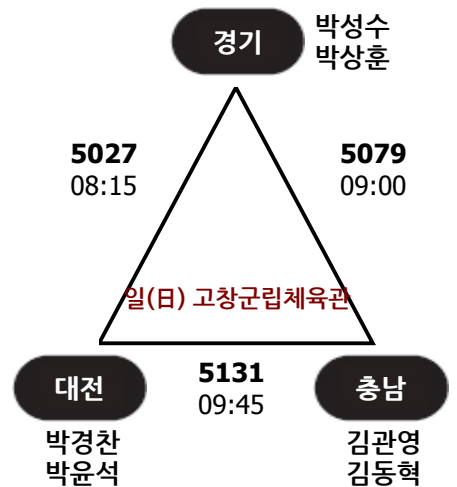 경기
박성수
박상훈
5027
08:15
5079
09:00
일(日) 고창군립체육관
대전
5131
09:45
충남
박경찬
박윤석
김관영
김동혁